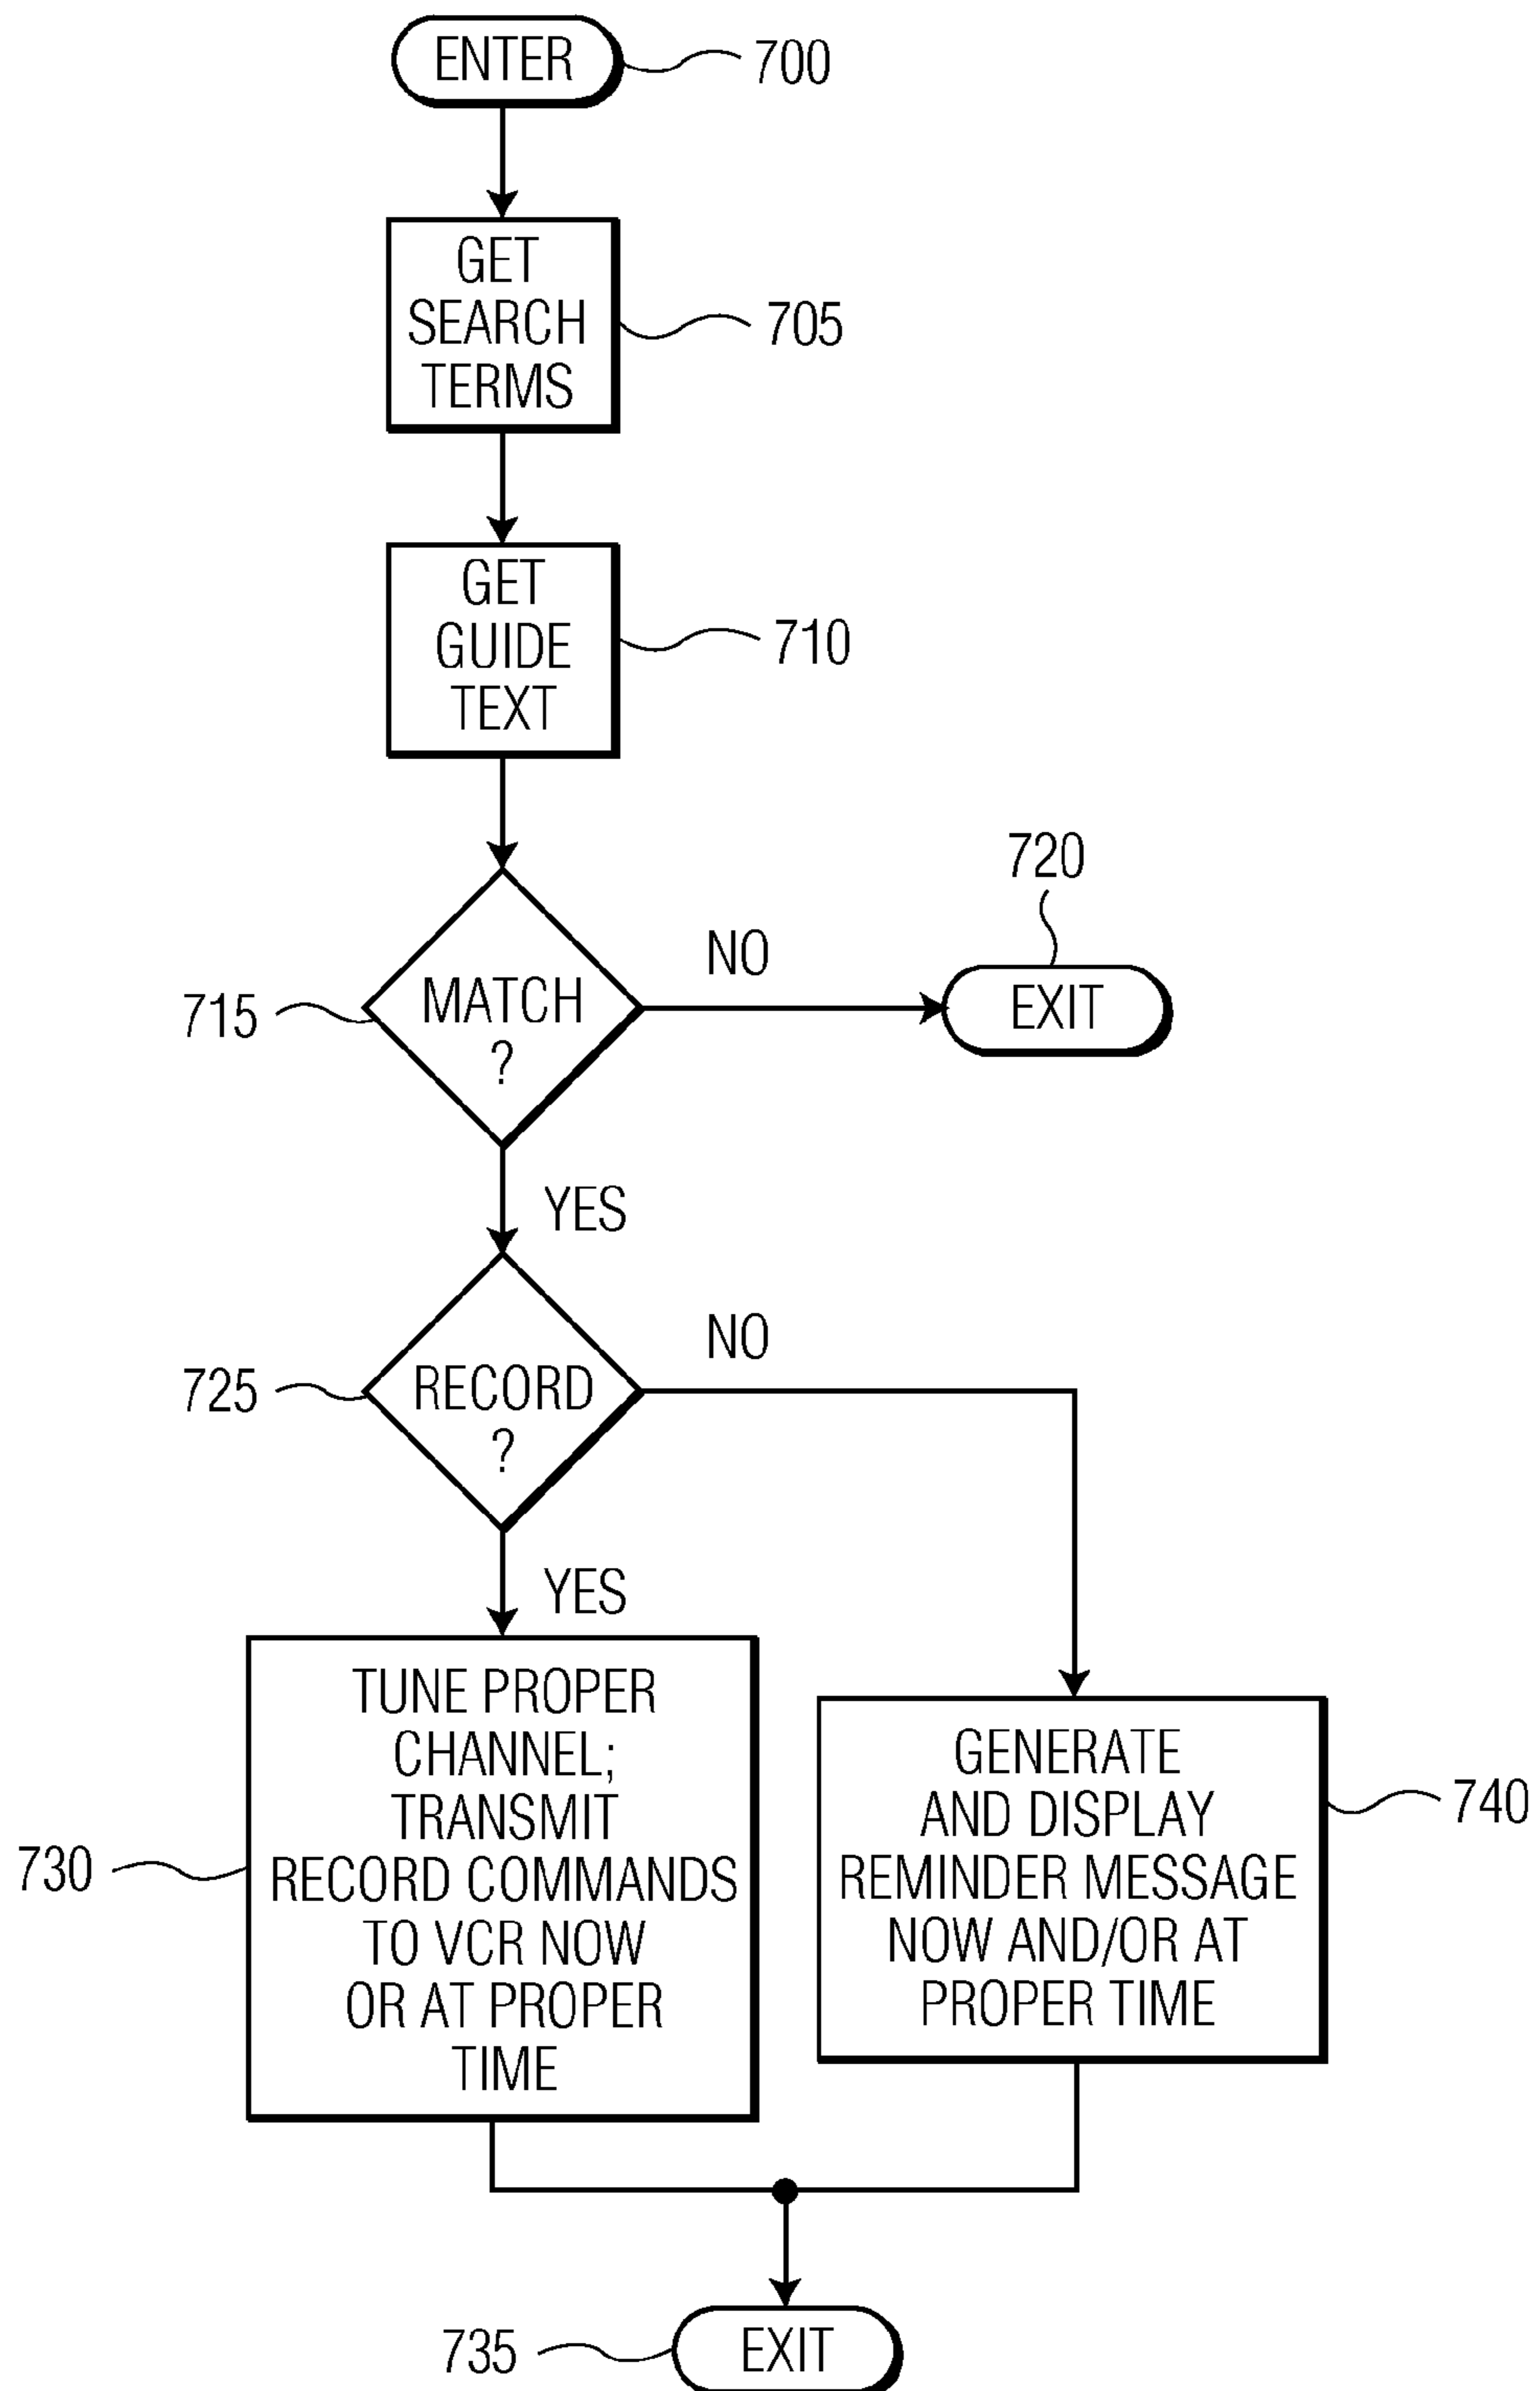 ENTER
700
GET
SEARCH
TERMS
705
GET
GUIDE
TEXT
710
715
MATCH
?
NO
720
EXIT
YES
725
RECORD
?
NO
YES
730
TUNE PROPER
CHANNEL;
TRANSMIT
RECORD COMMANDS
TO VCR NOW
OR AT PROPER
TIME
GENERATE
AND DISPLAY
REMINDER MESSAGE
NOW AND/OR AT
PROPER TIME
740
735
EXIT